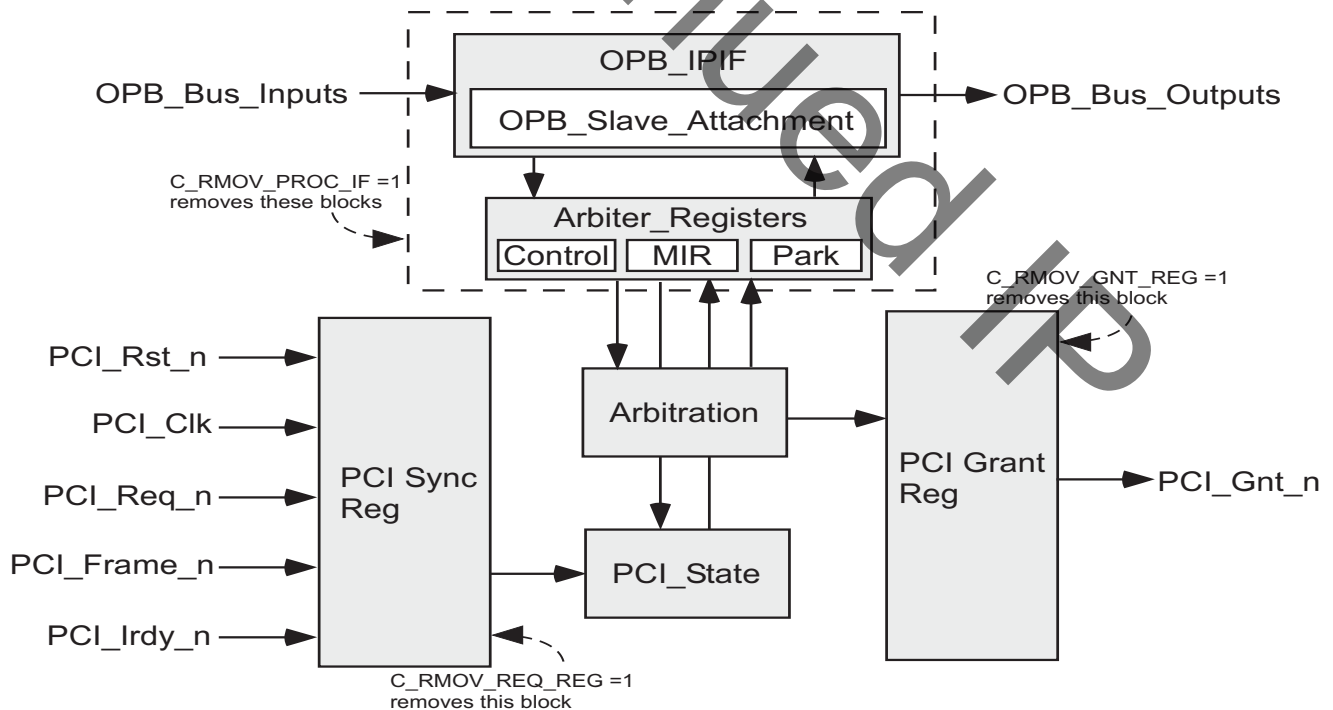 OPB_IPIF
OPB_Bus_Inputs
OPB_Bus_Outputs
OPB_Slave_Attachment
C_RMOV_PROC_IF =1
removes these blocks
Arbiter_Registers
Control
MIR
Park
C_RMOV_GNT_REG =1
removes this block
PCI_Rst_n
PCI_Clk
PCI_Req_n
PCI_Frame_n
PCI_Irdy_n
PCI Sync
Reg
Arbitration
PCI_State
PCI Grant
Reg
PCI_Gnt_n
C_RMOV_REQ_REG =1
removes this block
IP